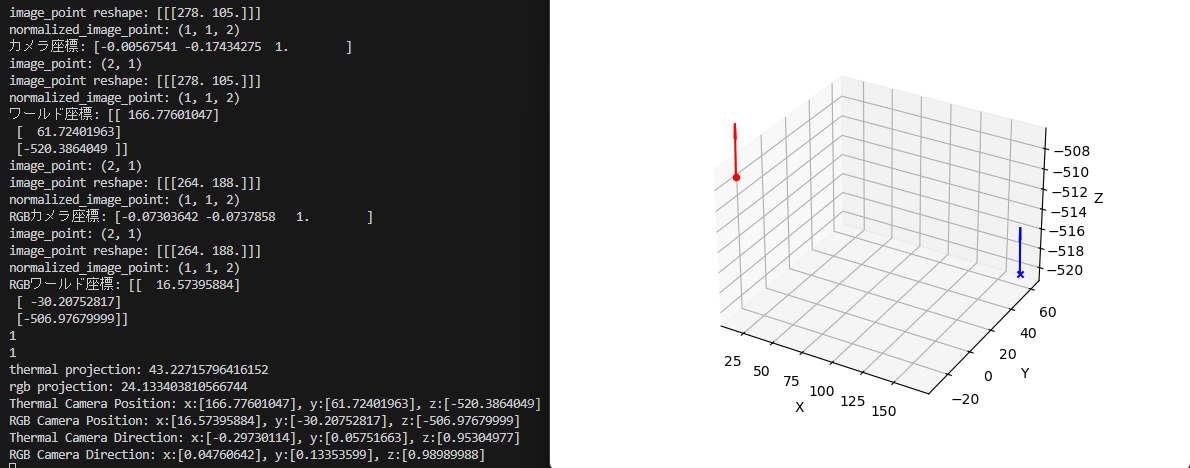 image_point reshape: [[[278. 105.]]]
normalized_image_point: (1, 1, 2)
カメラ座標: [-0.00567541 -0.17434275  1.        ]
image_point: (2, 1)
image_point reshape: [[[278. 105.]]]
normalized_image_point: (1, 1, 2)
ワールド座標: [[ 166.77601047]
 [  61.72401963]
 [-520.3864049 ]]
image_point: (2, 1)
image_point reshape: [[[264. 188.]]]
normalized_image_point: (1, 1, 2)
RGBカメラ座標: [-0.07303642 -0.0737858   1.        ]
image_point: (2, 1)
image_point reshape: [[[264. 188.]]]
normalized_image_point: (1, 1, 2)
RGBワールド座標: [[  16.57395884]
 [ -30.20752817]
 [-506.97679999]]
1
1
thermal projection: 43.22715796416152
rgb projection: 24.133403810566744
Thermal Camera Position: x:[166.77601047], y:[61.72401963], z:[-520.3864049]
RGB Camera Position: x:[16.57395884], y:[-30.20752817], z:[-506.97679999]
Thermal Camera Direction: x:[-0.29730114], y:[0.05751663], z:[0.95304977]
RGB Camera Direction: x:[0.04760642], y:[0.13353599], z:[0.98989988]
−508
−510
−512
−514
−516
−518
−520
Z
60
40
20
0
−20
Y
25
50
75
100
125
150
X